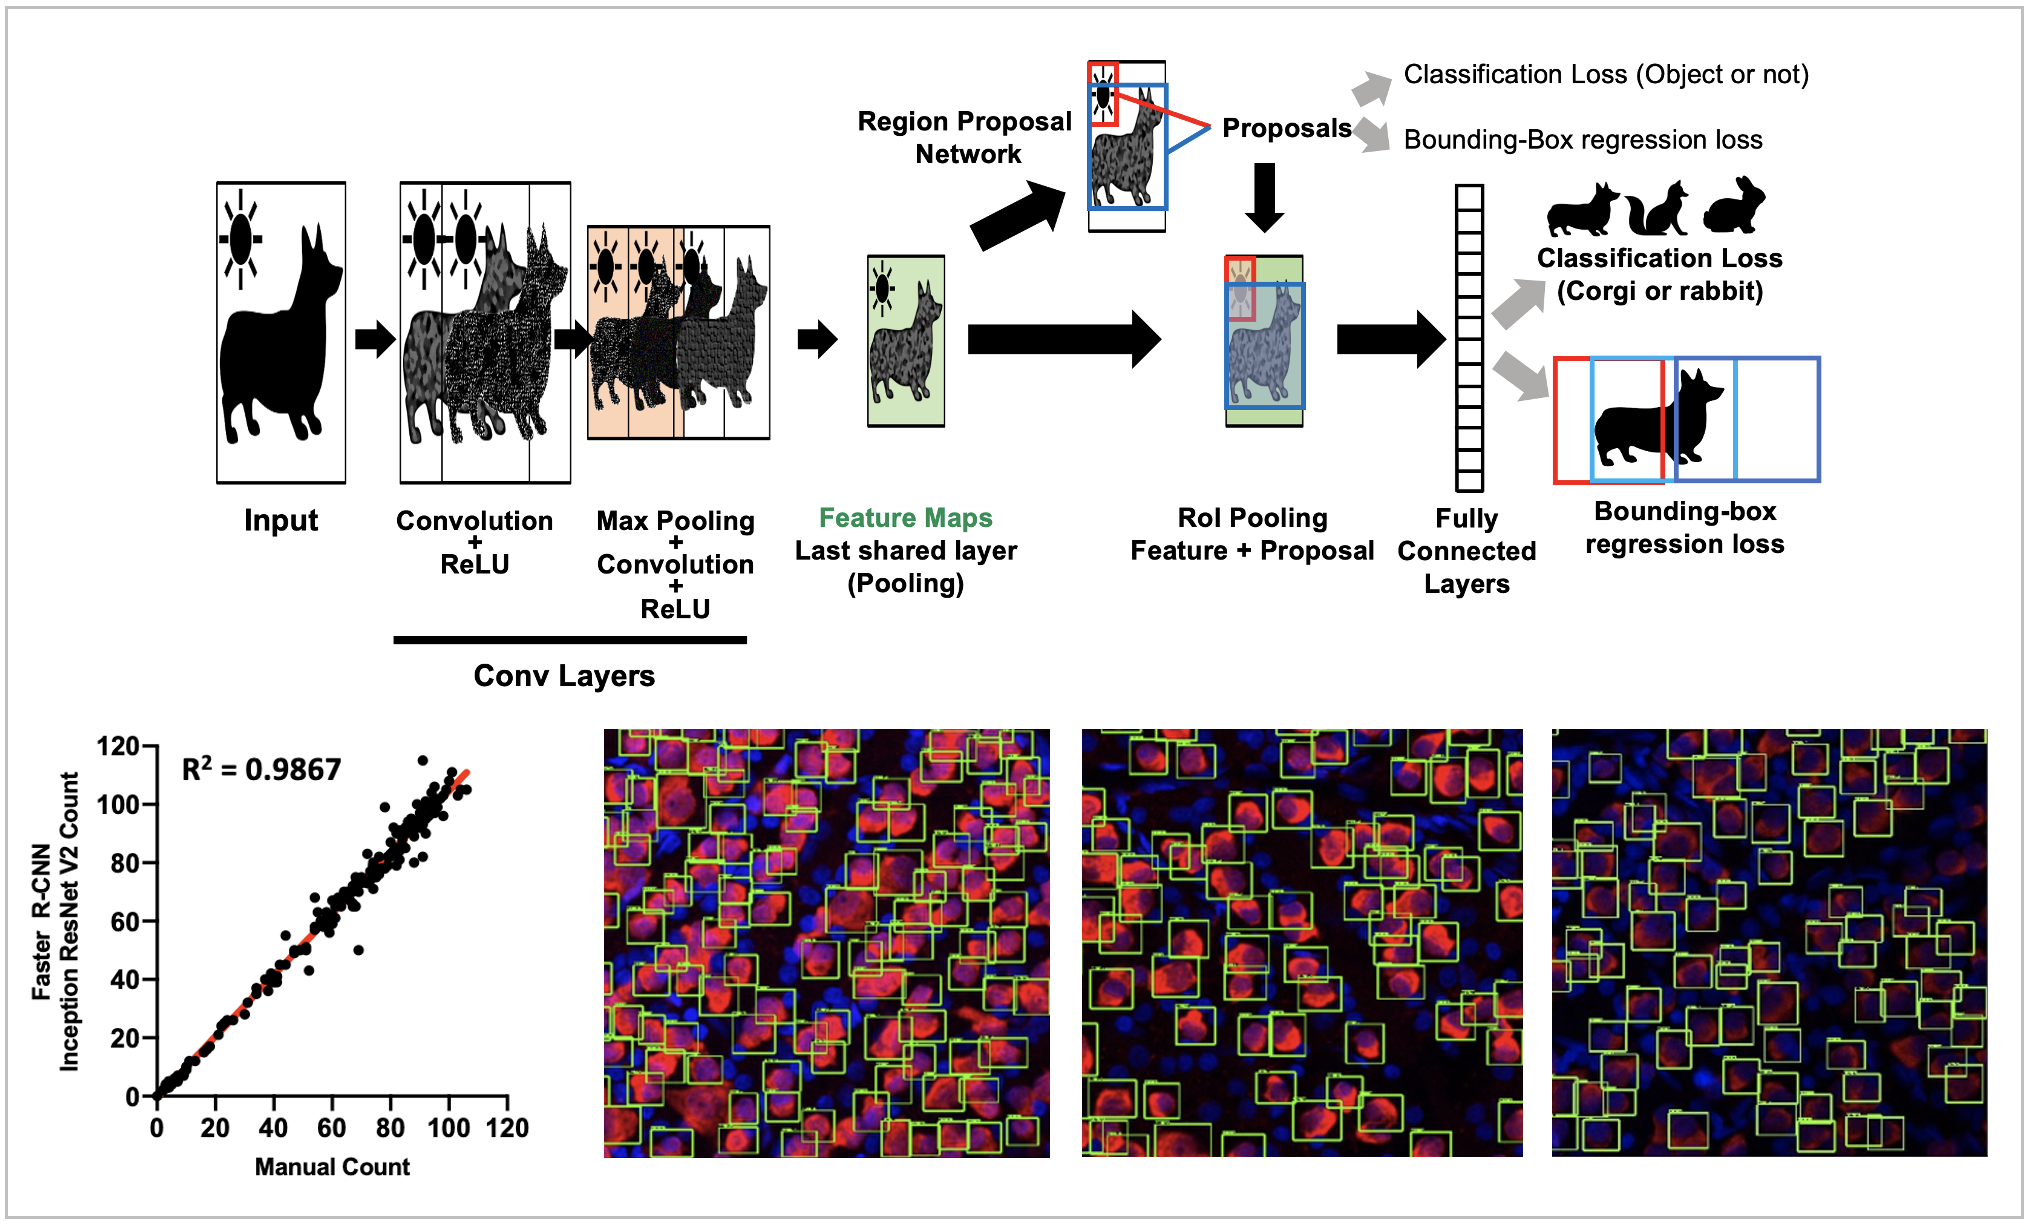 Classification Loss (Object or not)
Region Proposal
Network
Proposals
Bounding-Box regression loss
Classification Loss
(Corgi or rabbit)
Input
Convolution
+
ReLU
Max Pooling
+
Convolution
+
ReLU
Conv Layers
Feature Maps
Last shared layer
(Pooling)
RoI Pooling
Feature + Proposal
Fully
Connected
Layers
Bounding-box
regression loss
R² = 0.9867
Faster R-CNN
Inception ResNet V2 Count
120
100
80
60
40
20
0
0 20 40 60 80 100 120
Manual Count